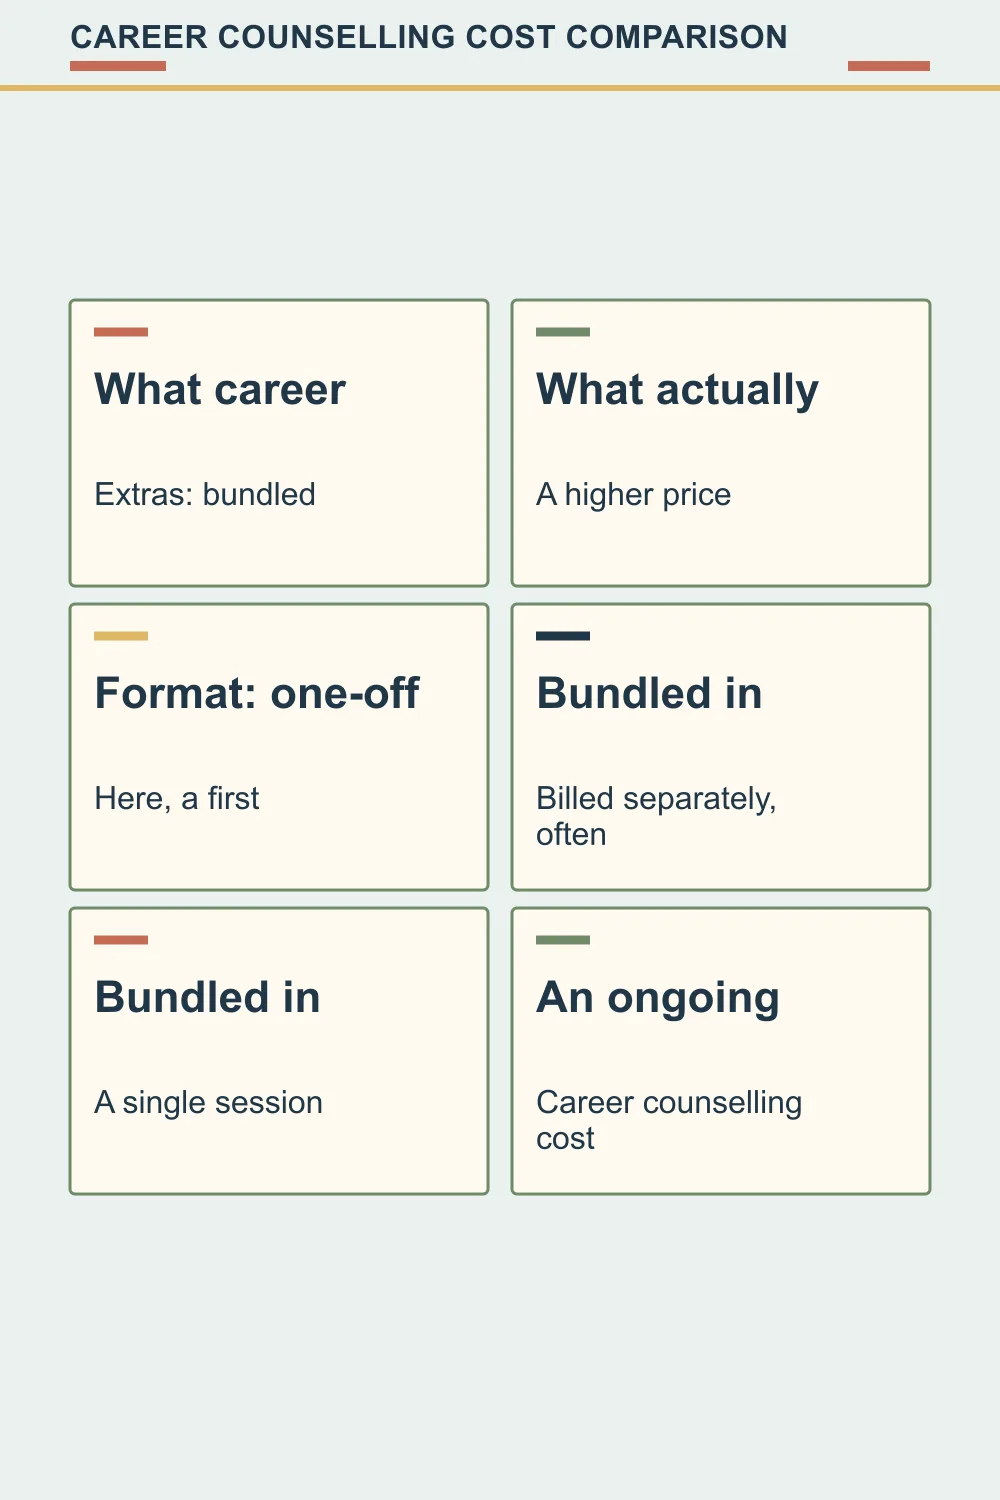 CAREER COUNSELLING COST COMPARISON
What career
Extras: bundled
What actually
A higher price
Format: one-off
Here, a first
Bundled in
Billed separately,
often
Bundled in
A single session
An ongoing
Career counselling
cost